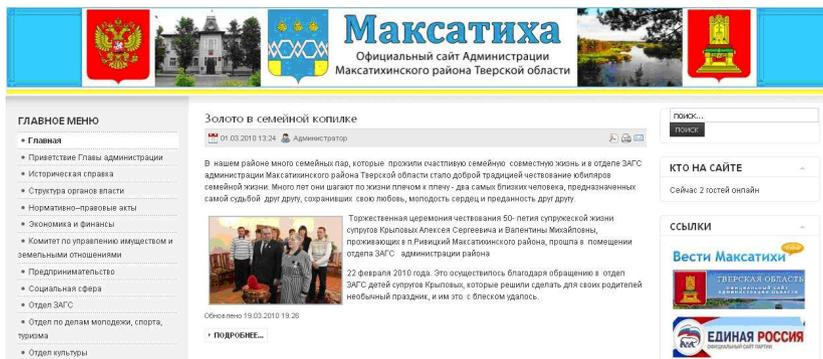 Максатиха
Официальный сайт Администрации
Максатихинского района Тверской области
ГЛАВНОЕ МЕНЮ
Главная
Приветствие Главы администрации
Историческая справка
Структура органов власти
Нормативно-правовые акты
Экономика и финансы
Комитет по управлению имуществом и
земельными отношениями
Предпринимательство
Социальная сфера
Отдел ЗАГС
Отдел по делам молодежи, спорта,
туризма
Отдел культуры
Золото в семейной копилке
01.03.2010 13:24 Администратор
В нашем районе много семейных пар, которые прожили счастливую семейную совместную жизнь и в отделе ЗАГС
администрации Максатихинского района Тверской области стало доброй традицией чествование юбиляров
семейной жизни. Много лет они шагают по жизни плечом к плечу - два самых близких человека, предназначенных
самой судьбой друг другу, сохранивших свою любовь, молодость сердец и преданность друг другу.
Торжественная церемония чествования 50- летия супружеской жизни
супругов Крыловых Алексея Сергеевича и Валентины Михайловны,
проживающих в п.Ривицкий Максатихинского района, прошла в помещении
отдела ЗАГС администрации района
22 февраля 2010 года. Это осуществилось благодаря обращению в отдел
ЗАГС детей супругов Крыловых, которые решили сделать для своих родителей
необычный праздник, и им это с блеском удалось.
Обновлено 19.03.2010 19:26
ПОДРОБНЕЕ...
поиск...
ПОИСК
КТО НА САЙТЕ
Сейчас 2 гостей онлайн
ССЫЛКИ
Вести Максатихи
ТВЕРСКАЯ ОБЛАСТЬ
ЕДИНАЯ РОССИЯ
ОФИЦИАЛЬНЫЙ САЙТ ПАРТИИ